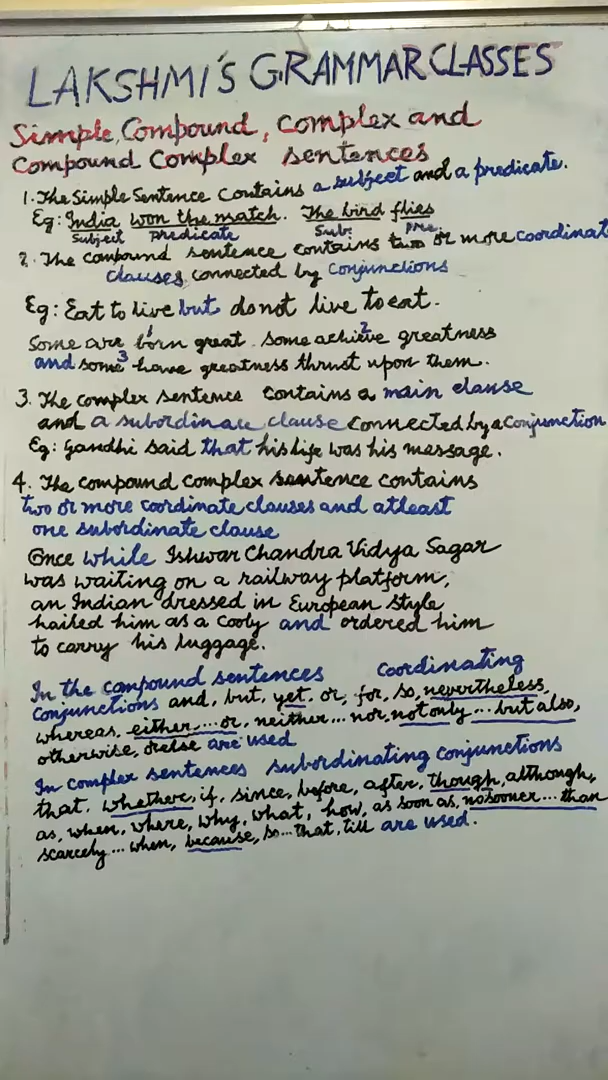 LAKSHMI'S GRAMMAR CLASSES
Simple, Compound, complex and
Compound Complex sentences
1. The Simple Sentence contains a subject and a predicate.
Eg: India won the match. The bird flies
Subject Predicate Sub: Pre
2. The compound sentence contains two or more coordinat
clauses connected by Conjunctions
Eg: Eat to live but do not live to eat.
1 2
Some are born great. Some achieve greatness
and some 3 have greatness thrust upon them.
3. The complex sentence contains a main clause
and a subordinate clause connected by a conjunction
Eg: Gandhi said that his life was his message.
4. The compound complex sentence contains
two or more coordinate clauses and atleast
one subordinate clause
Once while Ishwar Chandra Vidya Sagar
was waiting on a railway platform,
an Indian dressed in European style
hailed him as a cooly and ordered him
to carry his luggage.
In the compound sentences Coordinating
conjunctions and, but, yet, or, for, so, nevertheless,
whereas, either....or, neither... nor, not only ... but also,
otherwise, orelse are used
In complex sentences subordinating conjunctions
that, whether, if, since, before, after, though, although,
as, when, where, why, what, how, as soon as, nosooner... than
scarcely... when, because, so...that, till are used.